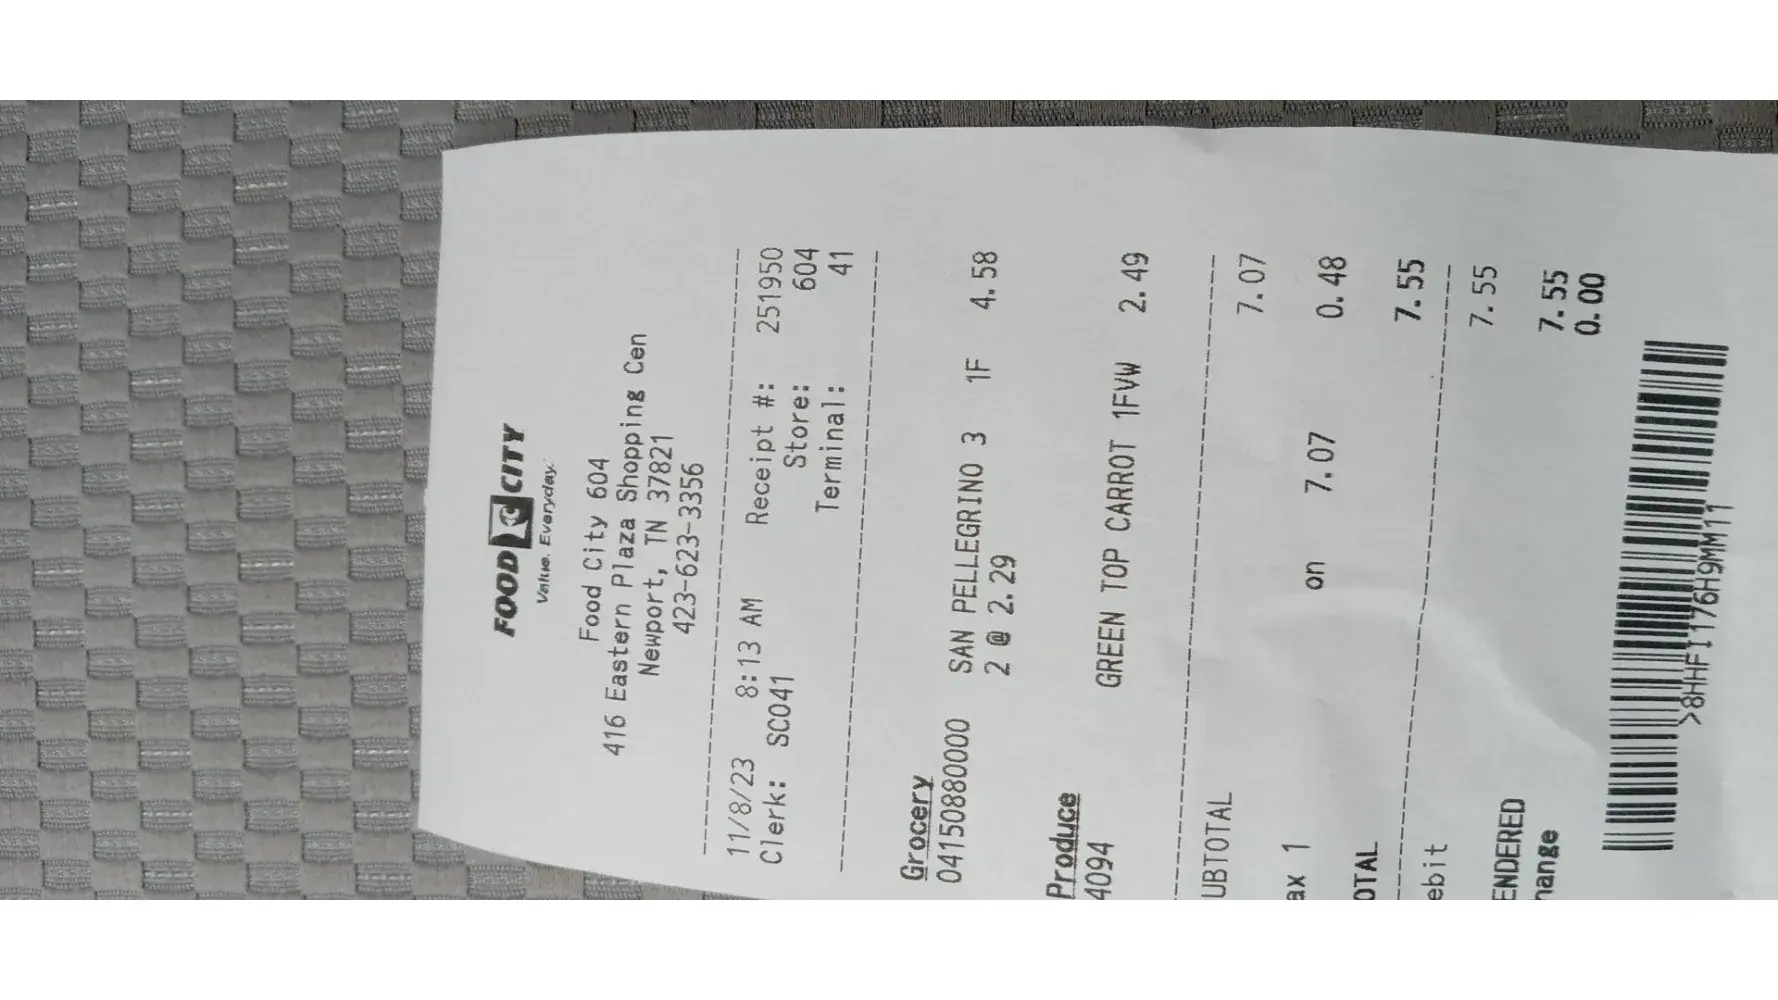 FOOD CITY
Value. Everyday.
Food City 604
416 Eastern Plaza Shopping Cen
Newport, TN 37821
423-623-3356
11/8/23 8:13 AM Receipt #: 251950
Clerk: SCO41 Store: 604
Terminal: 41
Grocery
04150880000 SAN PELLEGRINO 3 1F 4.58
2 @ 2.29
Produce
4094 GREEN TOP CARROT 1FVW 2.49
UBTOTAL 7.07
ax 1 on 7.07 0.48
OTAL 7.55
ebit 7.55
ENDERED 7.55
hange 0.00
>8HHFI176H9MM11